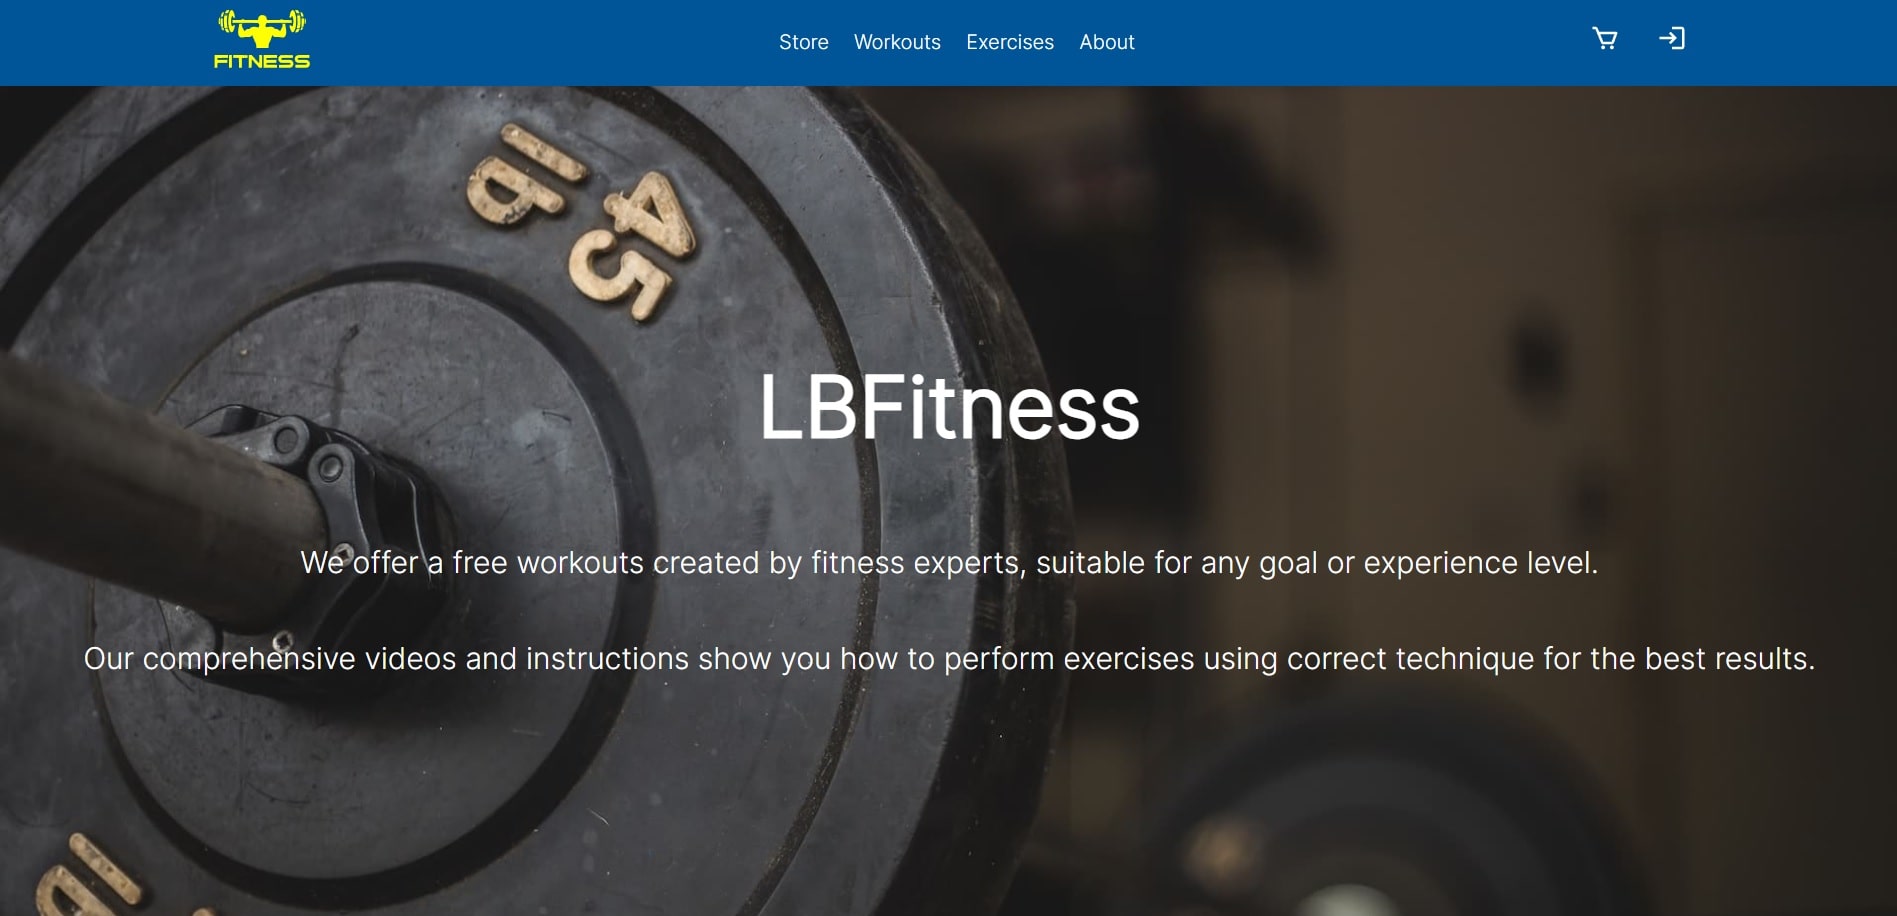 FITNESS
Store Workouts Exercises About
45
lb
LBFitness
We offer a free workouts created by fitness experts, suitable for any goal or experience level.
Our comprehensive videos and instructions show you how to perform exercises using correct technique for the best results.
lb